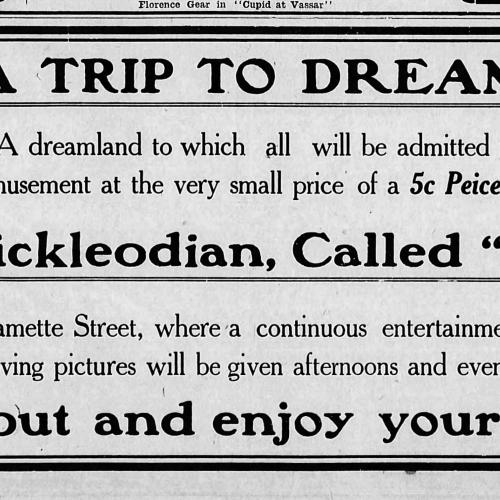 Florence Gear in "Cupid at Vassar"
A TRIP TO DREAM
A dreamland to which all will be admitted
musement at the very small price of a 5c Peice
ickleodian, Called "
amette Street, where a continuous entertainme
ving pictures will be given afternoons and even
out and enjoy your